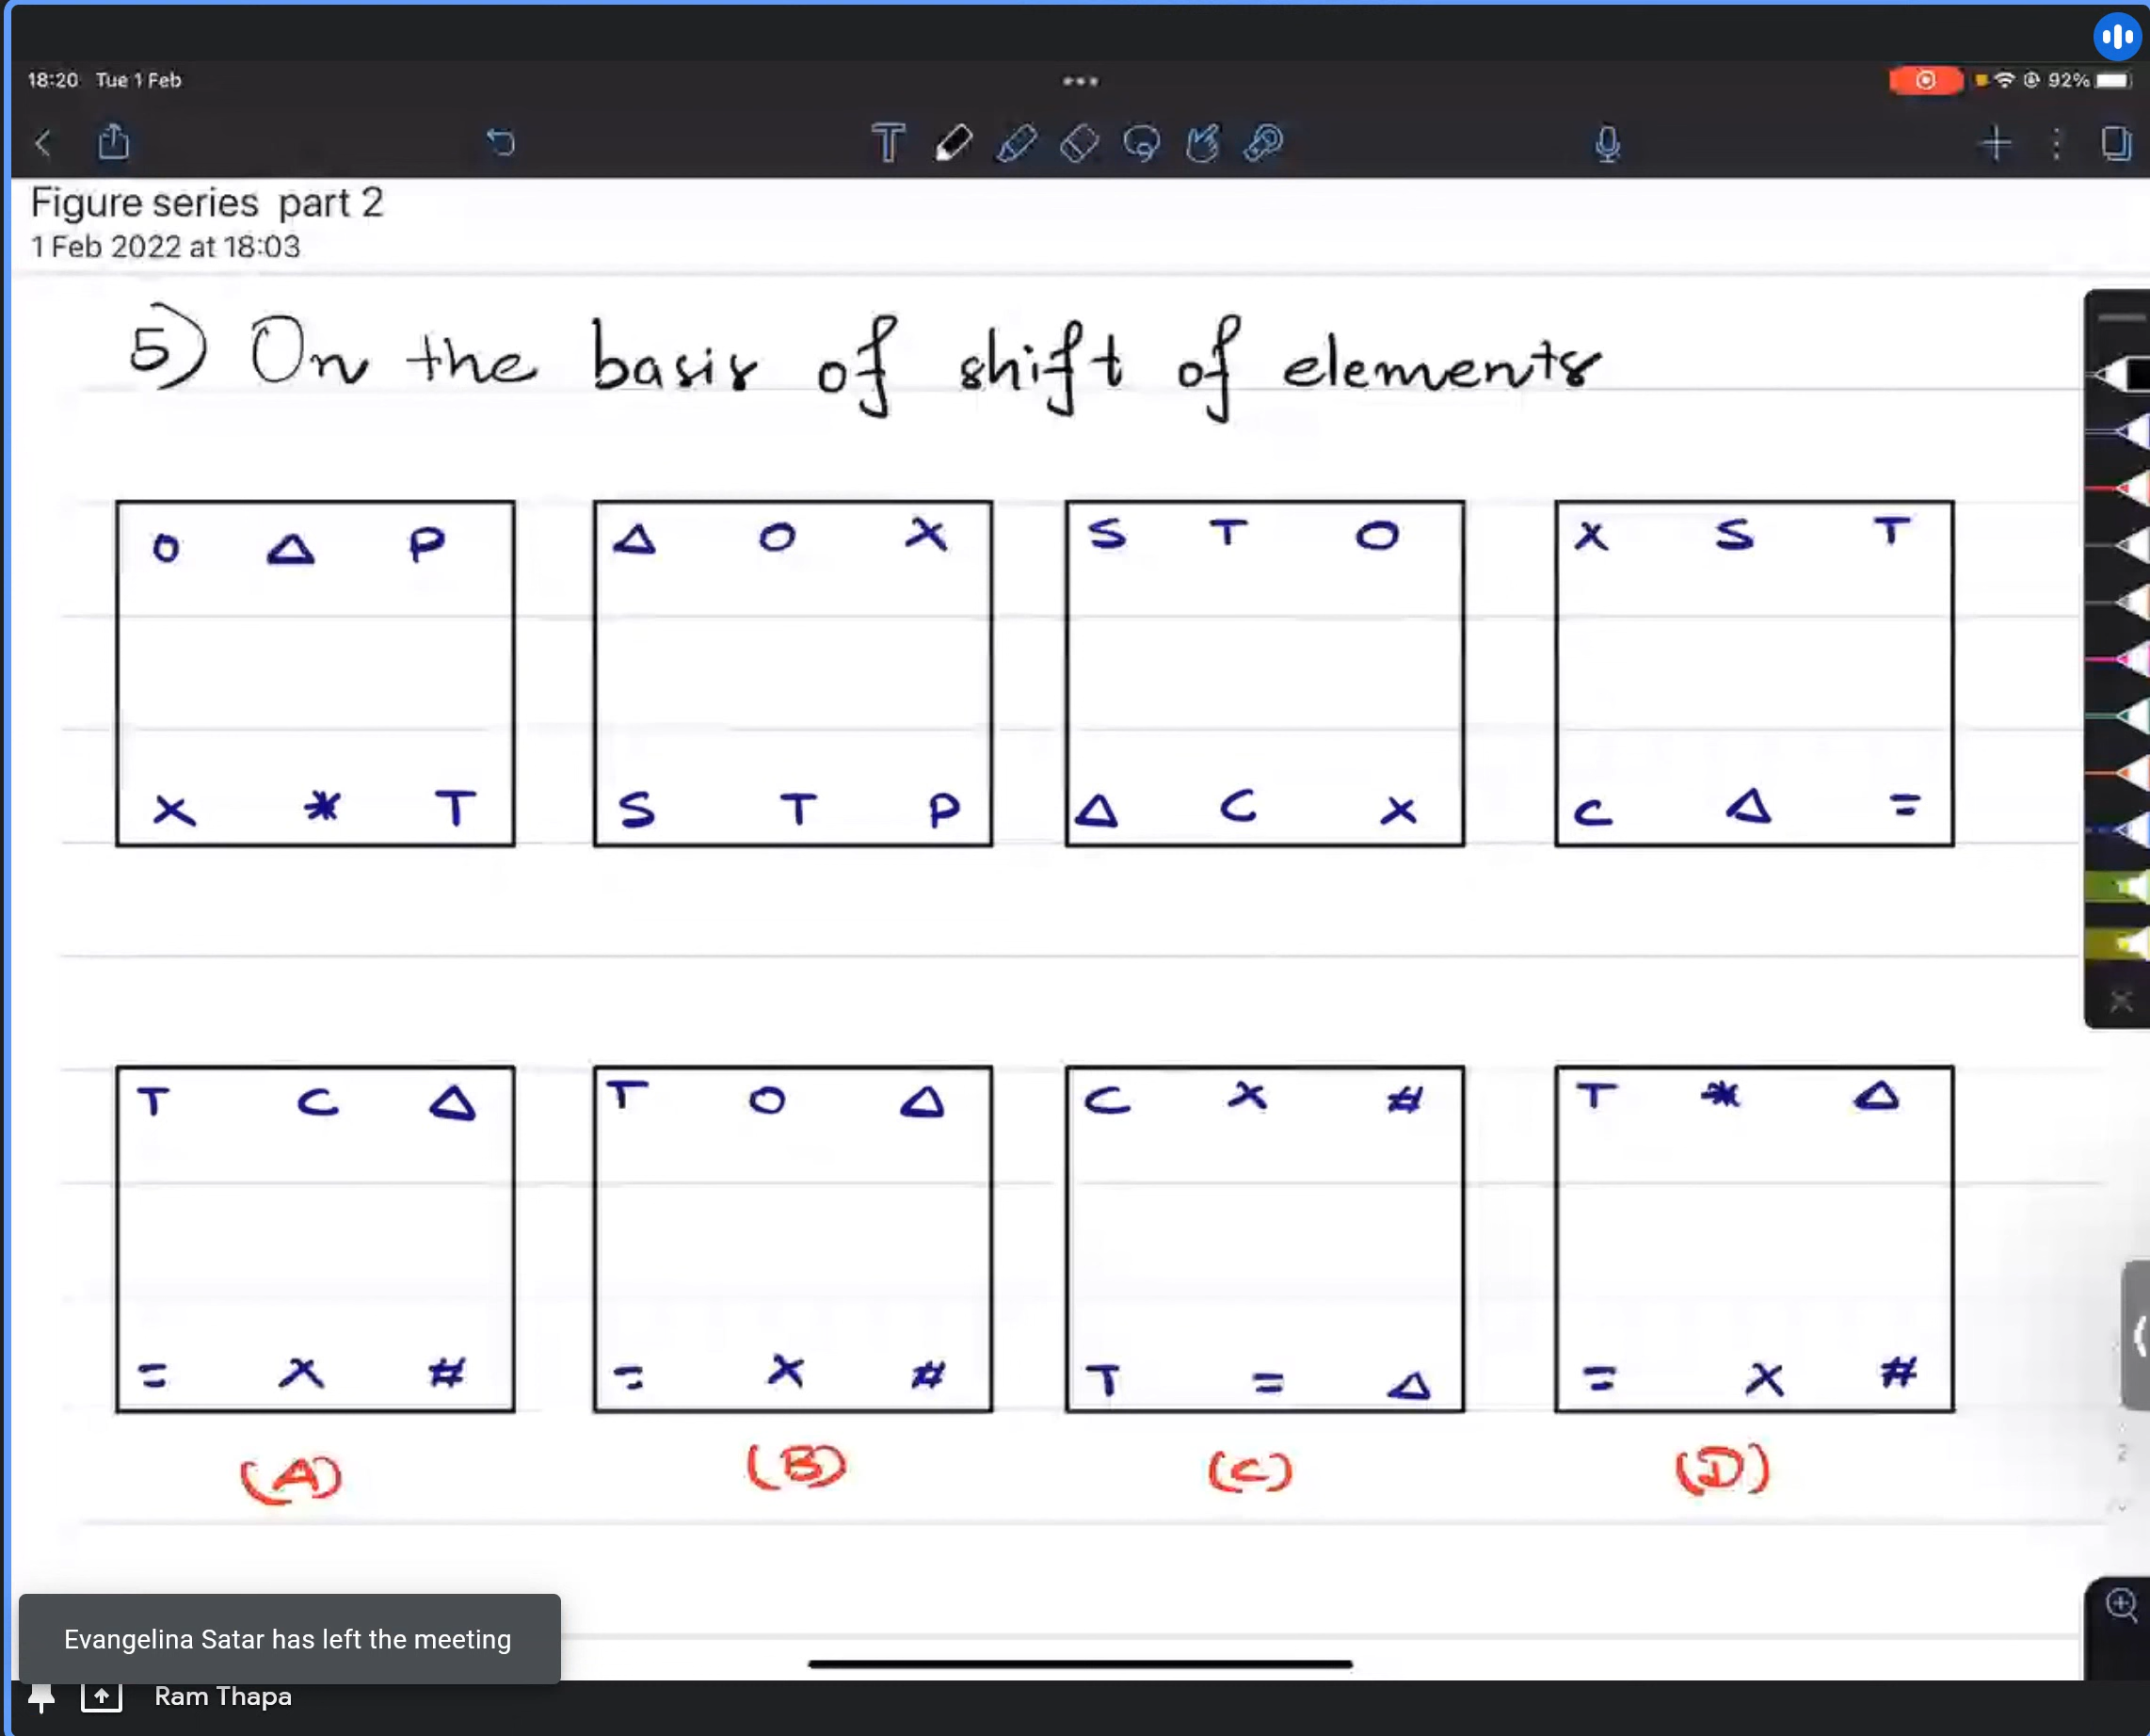 18:20 Tue 1 Feb
92%
Figure series part 2
1 Feb 2022 at 18:03
5) On the basis of shift of elements
O Δ P
X * T
Δ O X
S T P
S T O
Δ C X
X S T
C Δ =
T C Δ
= X #
T O Δ
= X #
C X #
T = Δ
T * Δ
= X #
(A) (B) (C) (D)
Evangelina Satar has left the meeting
Ram Thapa